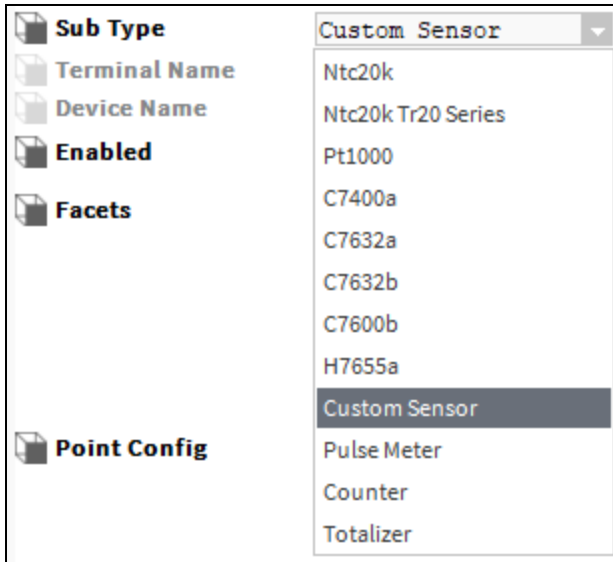 Sub Type Custom Sensor
Terminal Name Ntc20k
Device Name Ntc20k Tr20 Series
Enabled Pt1000
C7400a
Facets
C7632a
C7632b
C7600b
H7655a
Custom Sensor
Point Config Pulse Meter
Counter
Totalizer